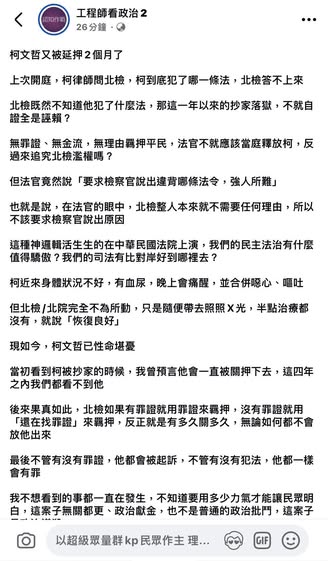 工程師看政治2
26分鐘・
柯文哲又被延押2個月了
上次開庭，柯律師問北檢，柯到底犯了哪一條法，北檢答不上來
北檢既然不知道他犯了什麼法，那這一年以來的抄家落獄，不就自
證全是誣賴？
無罪證、無金流，無理由羈押平民，法官不就應該當庭釋放柯，反
過來追究北檢濫權嗎？
但法官竟然說「要求檢察官說出違背哪條法令，強人所難」
也就是說，在法官的眼中，北檢整人本來就不需要任何理由，所以
不該要求檢察官說出原因
這種神邏輯活生生的在中華民國法院上演，我們的民主法治有什麼
值得驕傲？我們的司法有比對岸好到哪裡去？
柯近來身體狀況不好，有血尿，晚上會痛醒，並合併噁心、嘔吐
但北檢/北院完全不為所動，只是隨便帶去照照X光，半點治療都
沒有，就說「恢復良好」
現如今，柯文哲已性命堪憂
當初看到柯被抄家的時候，我曾預言他會一直被關押下去，這四年
之內我們都看不到他
後來果真如此，北檢如果有罪證就用罪證來羈押，沒有罪證就用
「還在找罪證」來羈押，反正就是有多久關多久，無論如何都不會
放他出來
最後不管有沒有罪證，他都會被起訴，不管有沒有犯法，他都一樣
會有罪
我不想看到的事都一直在發生，不知道要用多少力氣才能讓民眾明
白，這案子無關都更、政治獻金，也不是普通的政治批鬥，這案子
以超級眾量群kp民眾作主 理...
GIF